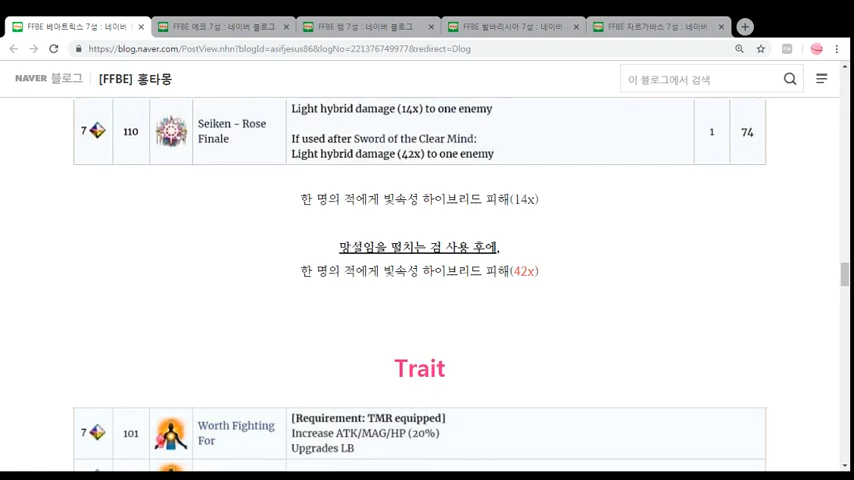 FFBE 베아트릭스 7성 : 네이버
FFBE 에코 7성 : 네이버 블로그
FFBE 렘 7성 : 네이버 블로그
FFBE 발바리시아 7성 : 네이버
FFBE 자르가바스 7성 : 네이버
https://blog.naver.com/PostView.nhn?blogId=asifjesus86&logNo=221376749977&redirect=Dlog
NAVER 블로그 [FFBE] 홍타몽
이 블로그에서 검색
Light hybrid damage (14x) to one enemy
7 110 Seiken - Rose Finale
If used after Sword of the Clear Mind:
Light hybrid damage (42x) to one enemy
1 74
한 명의 적에게 빛속성 하이브리드 피해(14x)
망설임을 떨치는 검 사용 후에,
한 명의 적에게 빛속성 하이브리드 피해(42x)
Trait
7 101 Worth Fighting For
[Requirement: TMR equipped]
Increase ATK/MAG/HP (20%)
Upgrades LB